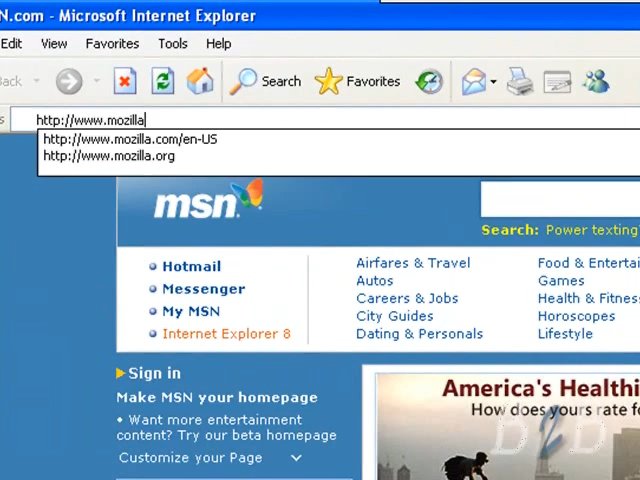 N.com - Microsoft Internet Explorer
Edit View Favorites Tools Help
Back Search Favorites
s http://www.mozilla
http://www.mozilla.com/en-US
http://www.mozilla.org
msn
Search: Power texting?
Hotmail
Messenger
My MSN
Internet Explorer 8
Airfares & Travel
Autos
Careers & Jobs
City Guides
Dating & Personals
Food & Entertai
Games
Health & Fitnes
Horoscopes
Lifestyle
Sign in
Make MSN your homepage
• Want more entertainment
content? Try our beta homepage
Customize your Page
America's Healthi
How does yours rate fo
D2D